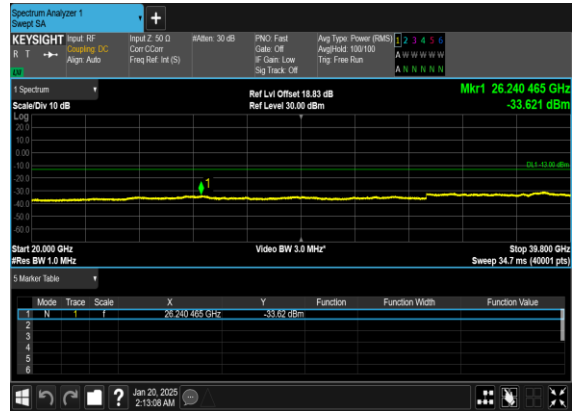 Spectrum Analyzer 1
Swept SA
+
KEYSIGHT
R T
Input: RF
Coupling: DC
Align: Auto
Input Z: 50 Ω
Corr CCorr
Freq Ref: Int (S)
#Atten: 30 dB
PNO: Fast
Gate: Off
IF Gain: Low
Sig Track: Off
Avg Type: Power (RMS)
Avg|Hold: 100/100
Trig: Free Run
1 2 3 4 5 6
A W W W W W
A N N N N N
1 Spectrum
Scale/Div 10 dB
Ref Lvl Offset 18.83 dB
Ref Level 30.00 dBm
Mkr1 26.240 465 GHz
-33.621 dBm
Log
20.0
10.0
0.00
-10.0
-20.0
-30.0
-40.0
-50.0
-60.0
DL1 -13.00 dBm
1
Start 20.000 GHz
#Res BW 1.0 MHz
Video BW 3.0 MHz*
Stop 39.800 GHz
Sweep 34.7 ms (40001 pts)
5 Marker Table
Mode Trace Scale X Y Function Function Width Function Value
1 N 1 f 26.240 465 GHz -33.62 dBm
2
3
4
5
6
?
Jan 20, 2025
2:13:08 AM